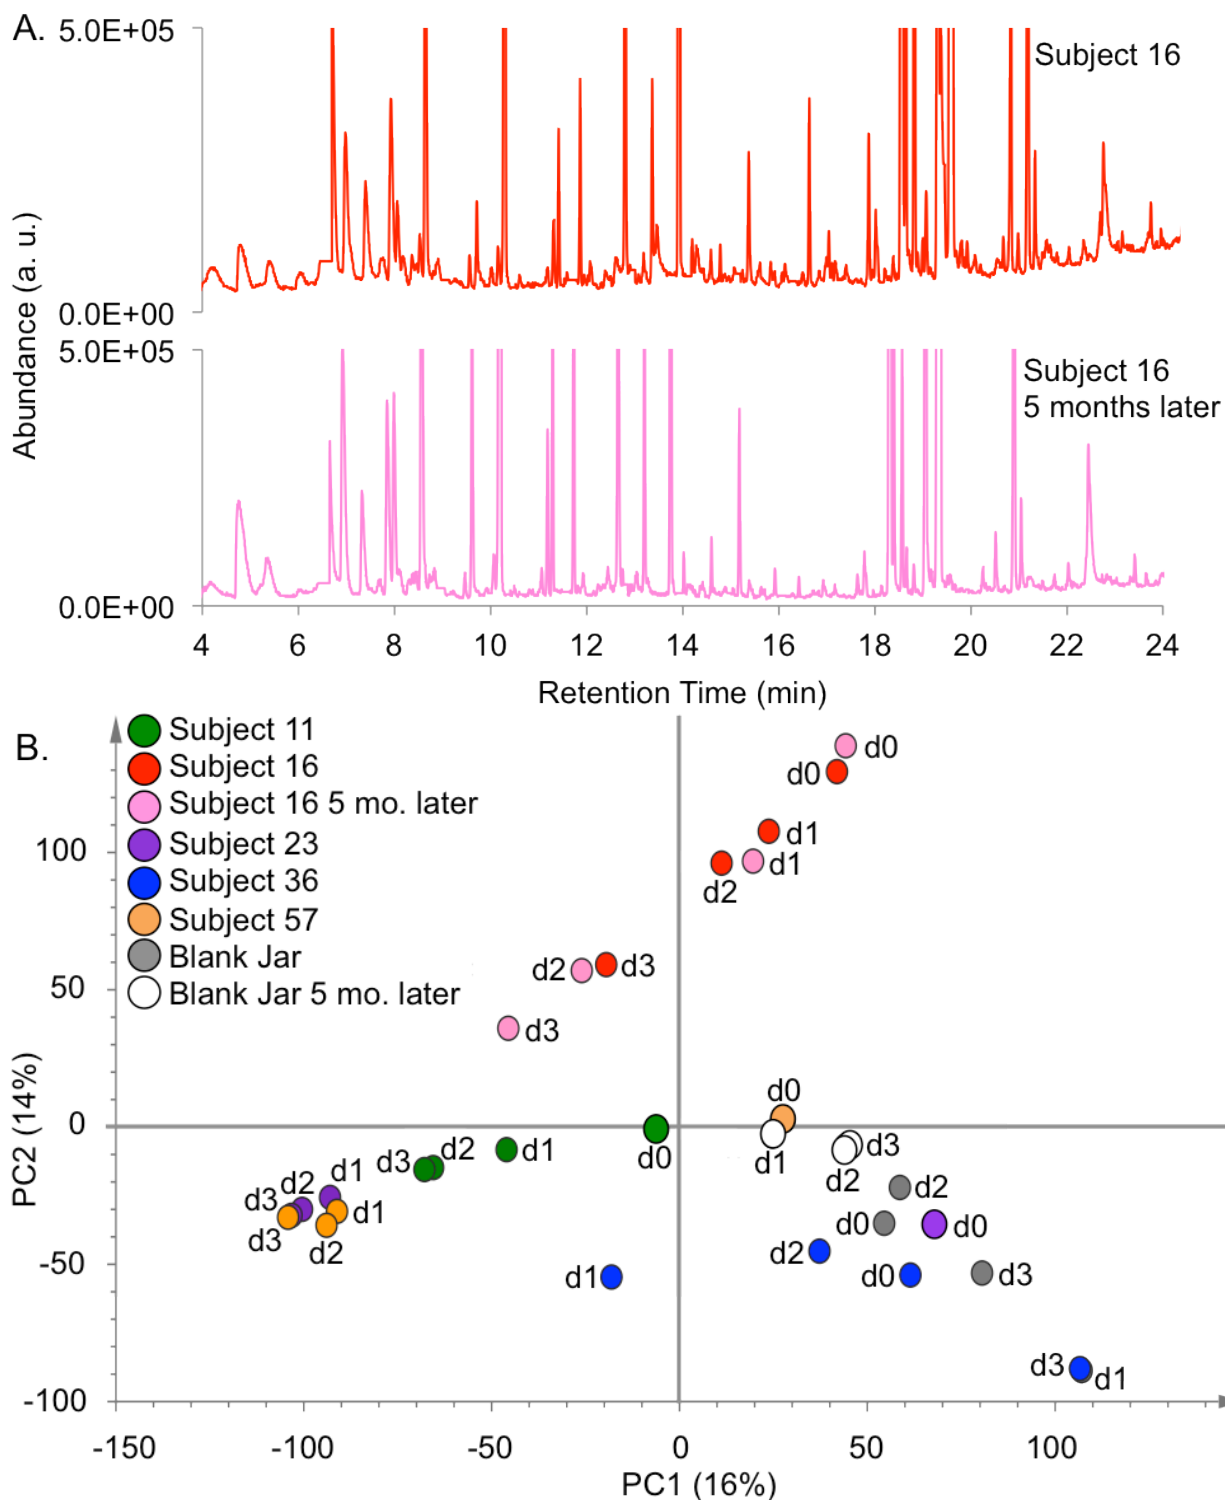 A.
5.0E+05
Subject 16
0.0E+00
5.0E+05
Subject 16
5 months later
0.0E+00
Abundance (a. u.)
4 6 8 10 12 14 16 18 20 22 24
Retention Time (min)
B.
Subject 11
Subject 16
Subject 16 5 mo. later
Subject 23
Subject 36
Subject 57
Blank Jar
Blank Jar 5 mo. later
d0
d0
d1
d1
d2
d2
d3
d3
d0
d0
d1
d3
d2
d1
d2
d3
d3
d2
d1
d3
d1
d2
d2
d0
d0
d2
d0
d3
d1
d3
d1
100
50
0
-50
-100
PC2 (14%)
-150 -100 -50 0 50 100
PC1 (16%)